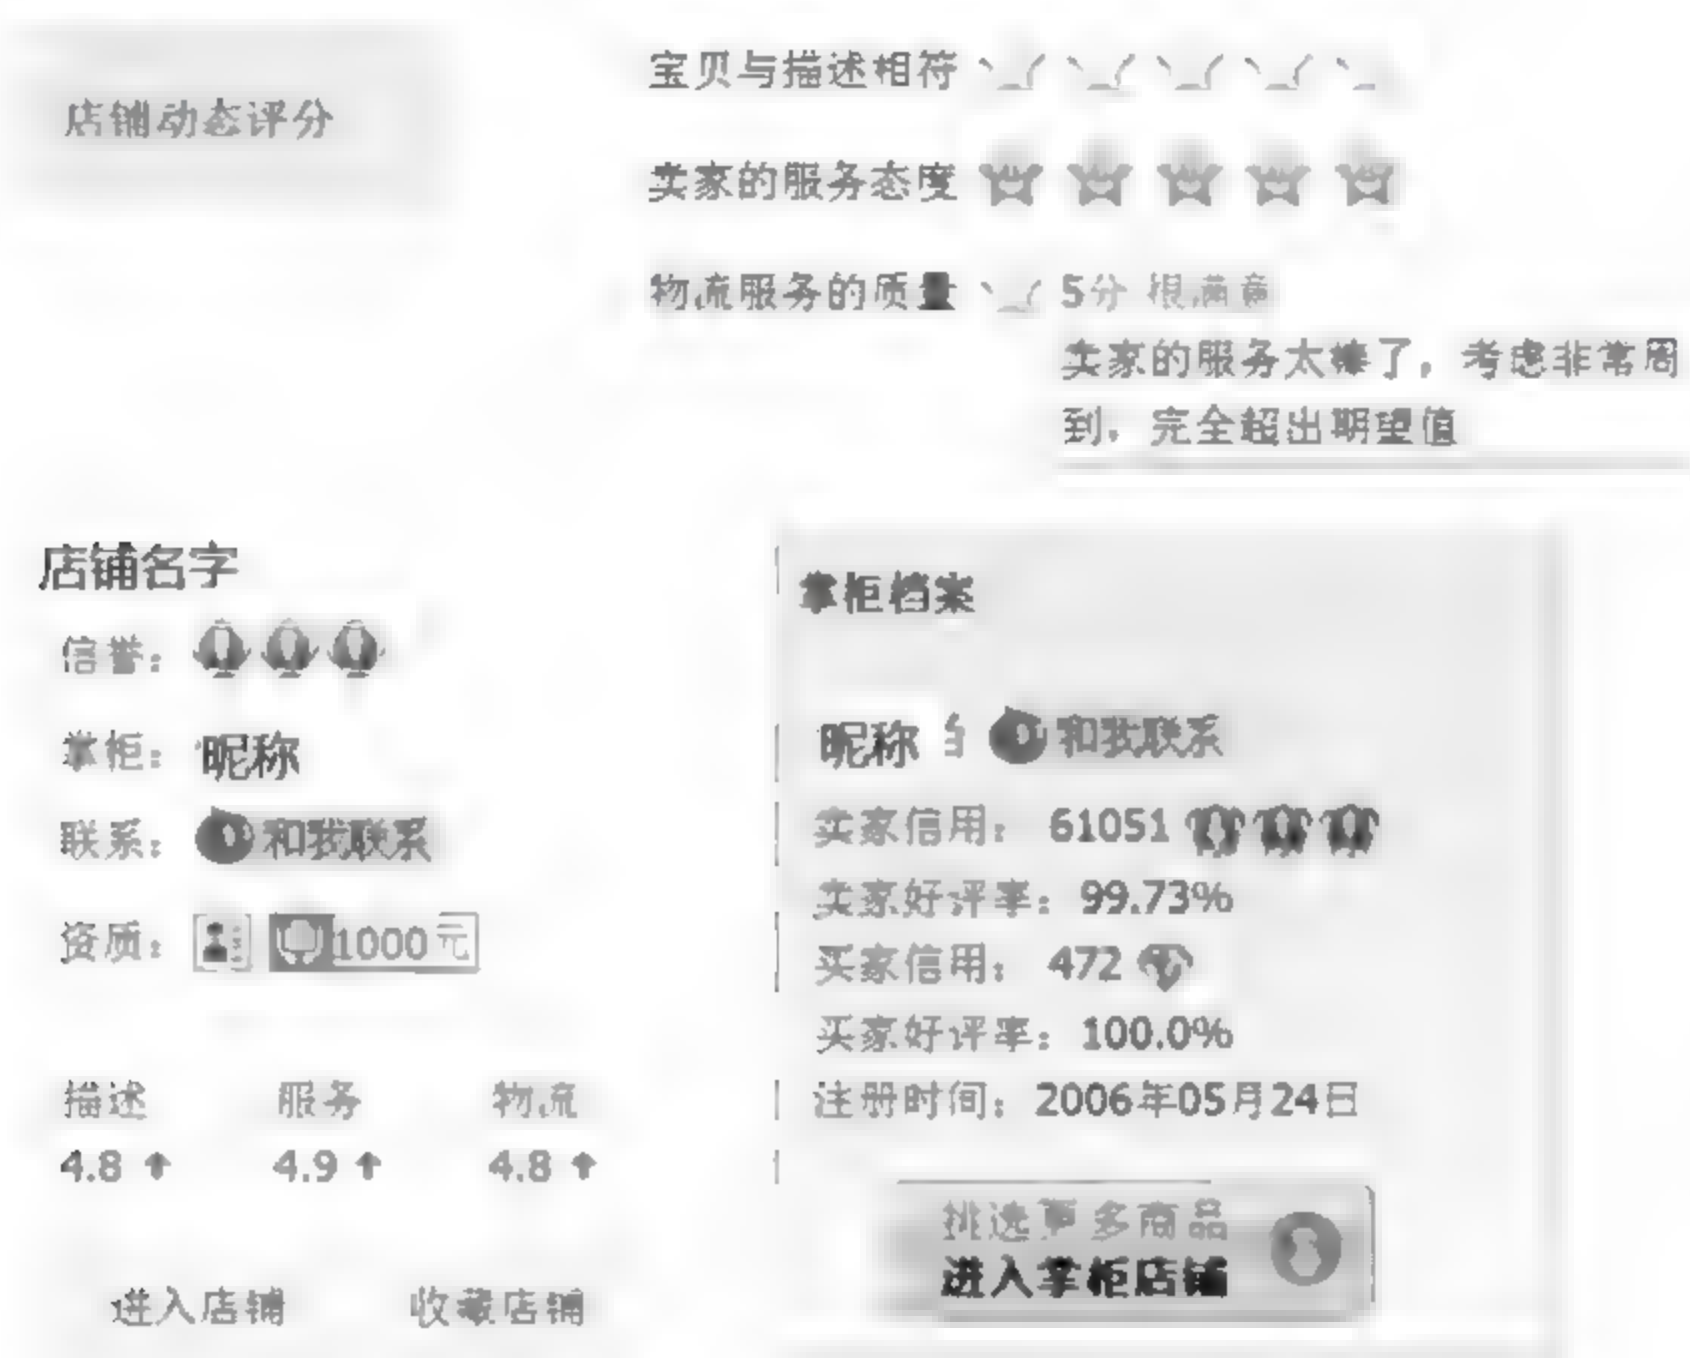 店铺动态评分
宝贝与描述相符
卖家的服务态度
物流服务的质量 5分 很满意
卖家的服务太棒了，考虑非常周
到，完全超出期望值
店铺名字
信誉：
掌柜：昵称
联系：和我联系
资质：1000元
描述 服务 物流
4.8 4.9 4.8
进入店铺 收藏店铺
掌柜档案
昵称 和我联系
卖家信用：61051
卖家好评率：99.73%
买家信用：472
买家好评率：100.0%
注册时间：2006年05月24日
挑选更多商品
进入掌柜店铺